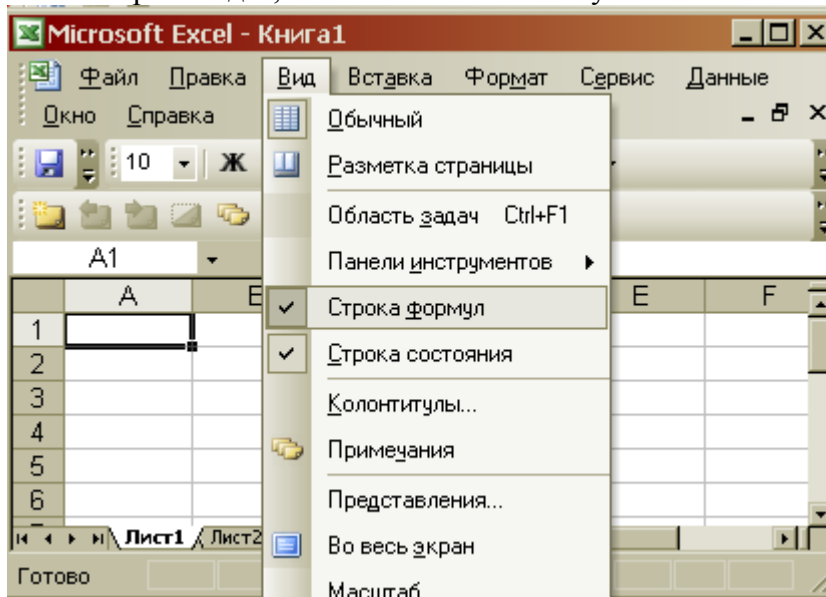 Microsoft Excel - Книга1
Файл Правка Вид Вставка Формат Сервис Данные
Окно Справка
10 Ж
A1
Обычный
Разметка страницы
Область задач Ctrl+F1
Панели инструментов
Строка формул
Строка состояния
Колонтитулы...
Примечания
Представления...
Во весь экран
Масштаб
A E F
1
2
3
4
5
6
Лист1 Лист2
Готово